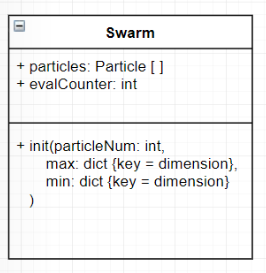 Swarm
+ particles: Particle [ ]
+ evalCounter: int
+ init(particleNum: int,
max: dict {key = dimension},
min: dict {key = dimension}
)